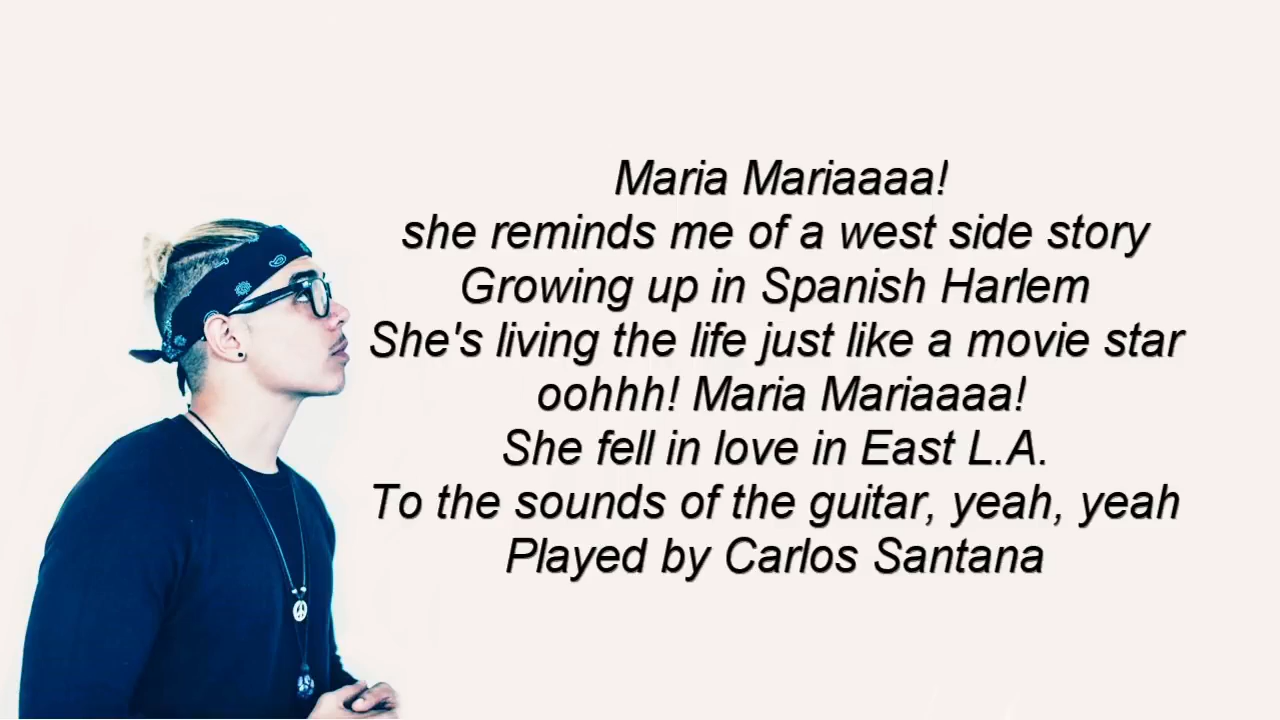 Maria Mariaaaa!
she reminds me of a west side story
Growing up in Spanish Harlem
She's living the life just like a movie star
oohhh! Maria Mariaaaa!
She fell in love in East L.A.
To the sounds of the guitar, yeah, yeah
Played by Carlos Santana